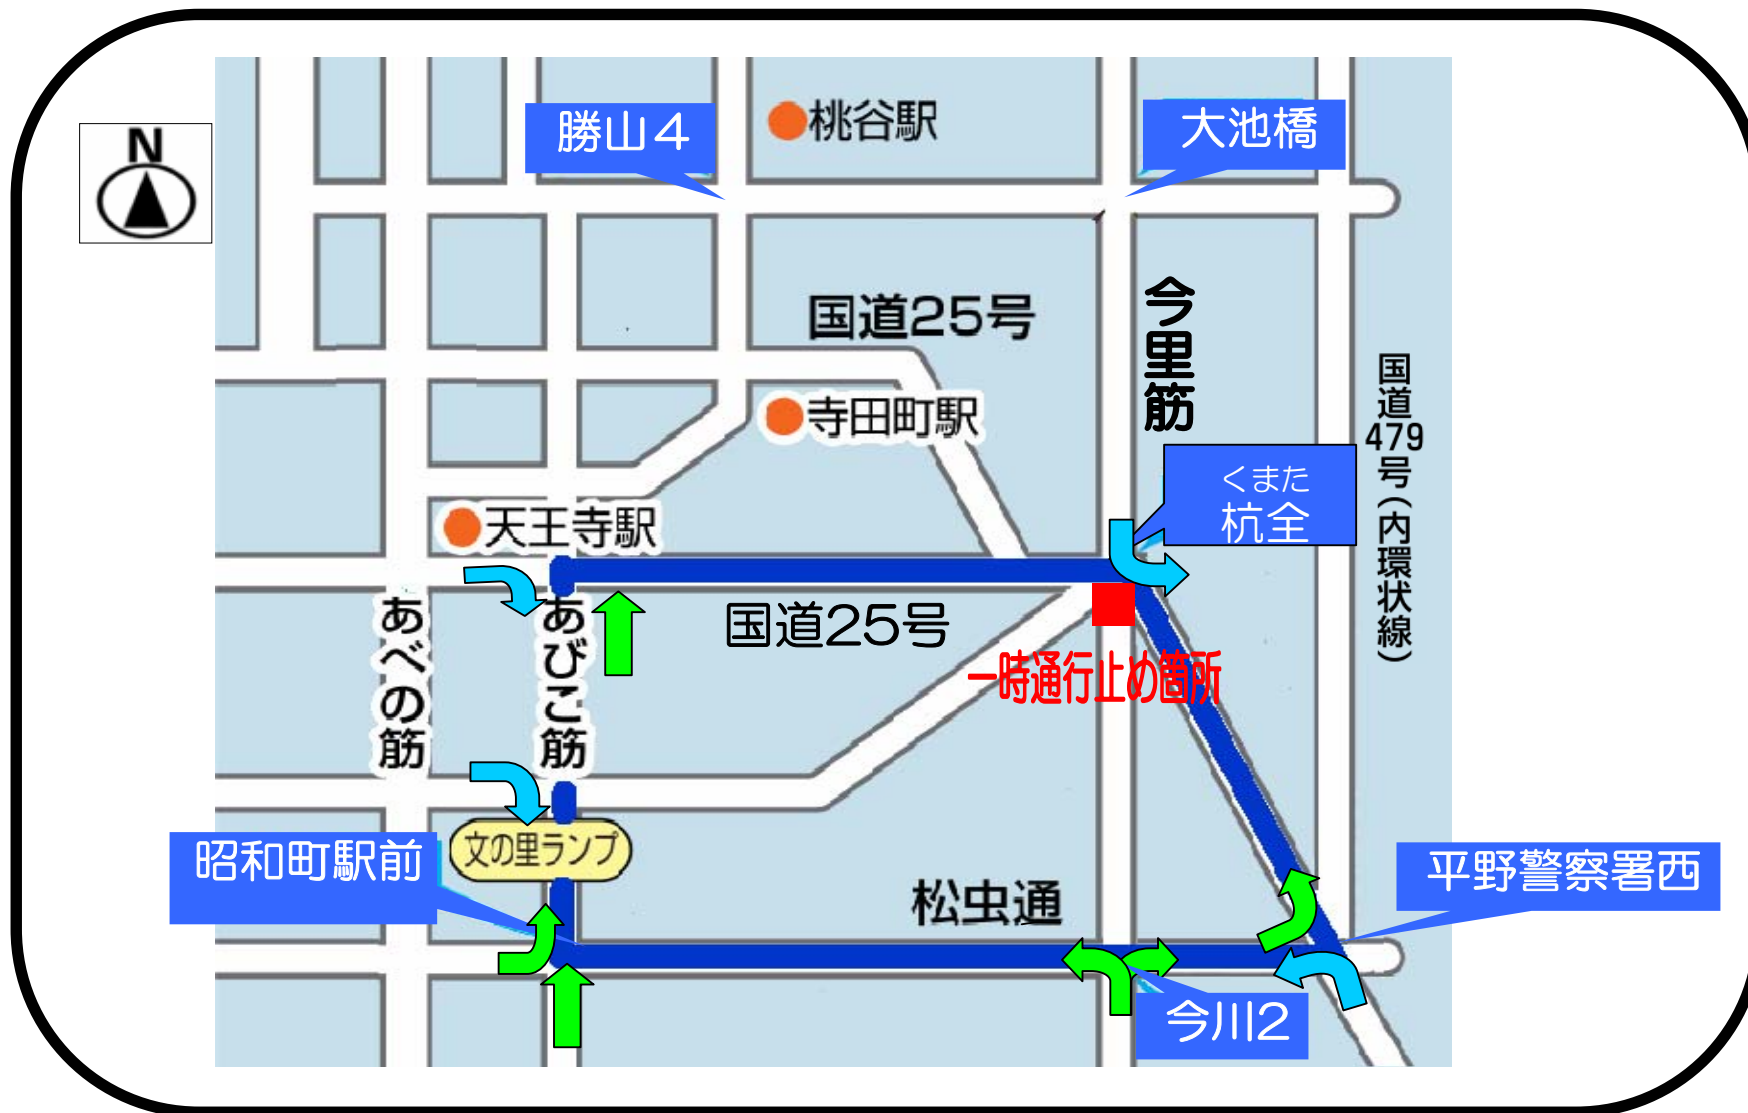 N
勝山４
桃谷駅
大池橋
国道25号
今里筋
国道479号（内環状線）
寺田町駅
くまた
杭全
天王寺駅
あべの筋
あびこ筋
国道25号
一時通行止め箇所
文の里ランプ
昭和町駅前
松虫通
平野警察署西
今川2